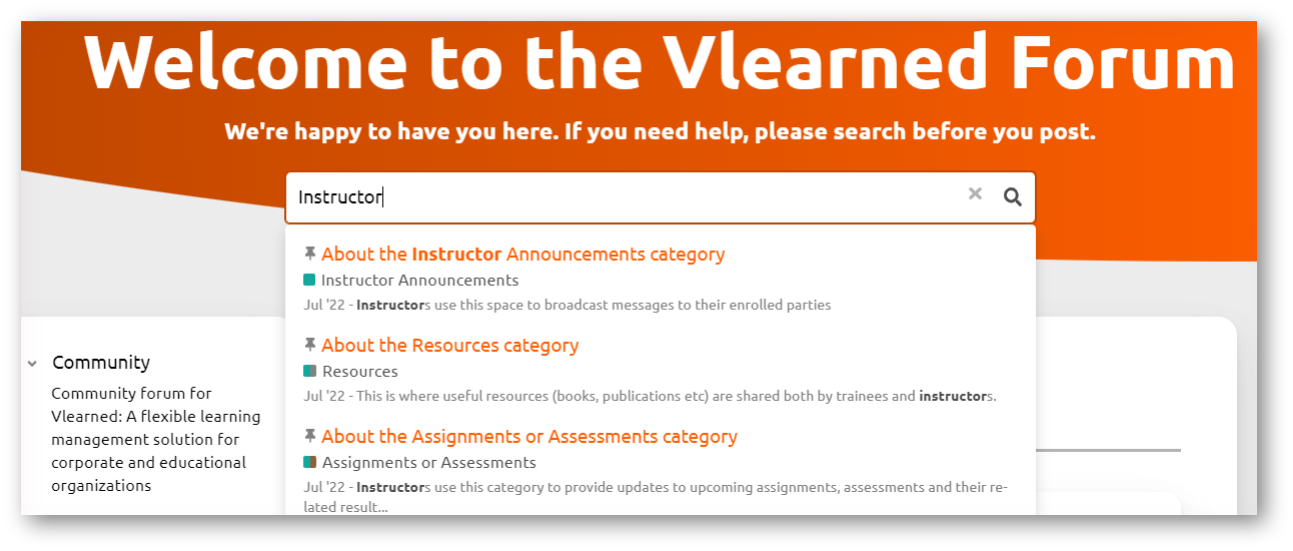 Welcome to the Vlearned Forum
We're happy to have you here. If you need help, please search before you post.
Instructor
About the Instructor Announcements category
Instructor Announcements
Jul '22 - Instructors use this space to broadcast messages to their enrolled parties
About the Resources category
Resources
Jul '22 - This is where useful resources (books, publications etc) are shared both by trainees and instructors.
About the Assignments or Assessments category
Assignments or Assessments
Jul '22 - Instructors use this category to provide updates to upcoming assignments, assessments and their re-
lated result...
Community
Community forum for
Vlearned: A flexible learning
management solution for
corporate and educational
organizations